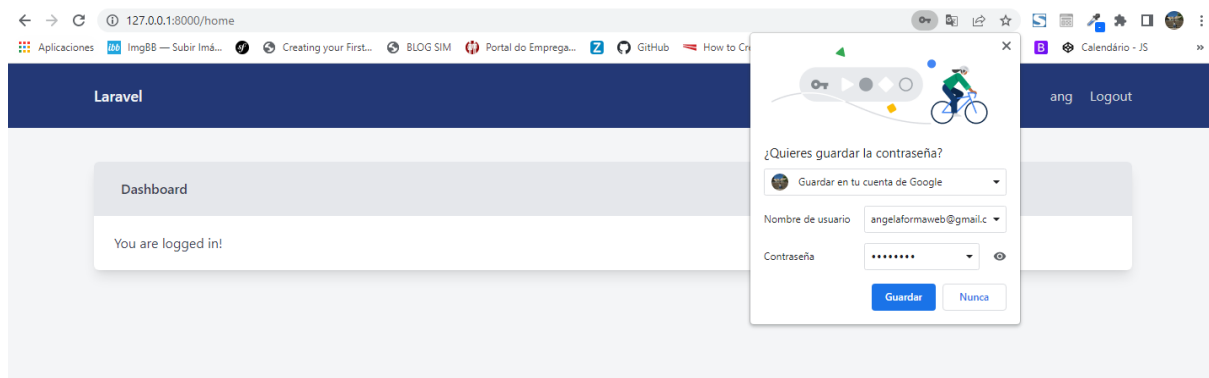 127.0.0.1:8000/home
Aplicaciones ibb ImgBB — Subir Imá... sf Creating your First... BLOG SIM Portal do Emprega... Z GitHub How to Cr B Calendário - JS »
Laravel ang Logout
¿Quieres guardar la contraseña?
Guardar en tu cuenta de Google
Dashboard
Nombre de usuario angelaformaweb@gmail.c
You are logged in!
Contraseña ••••••••
Guardar Nunca